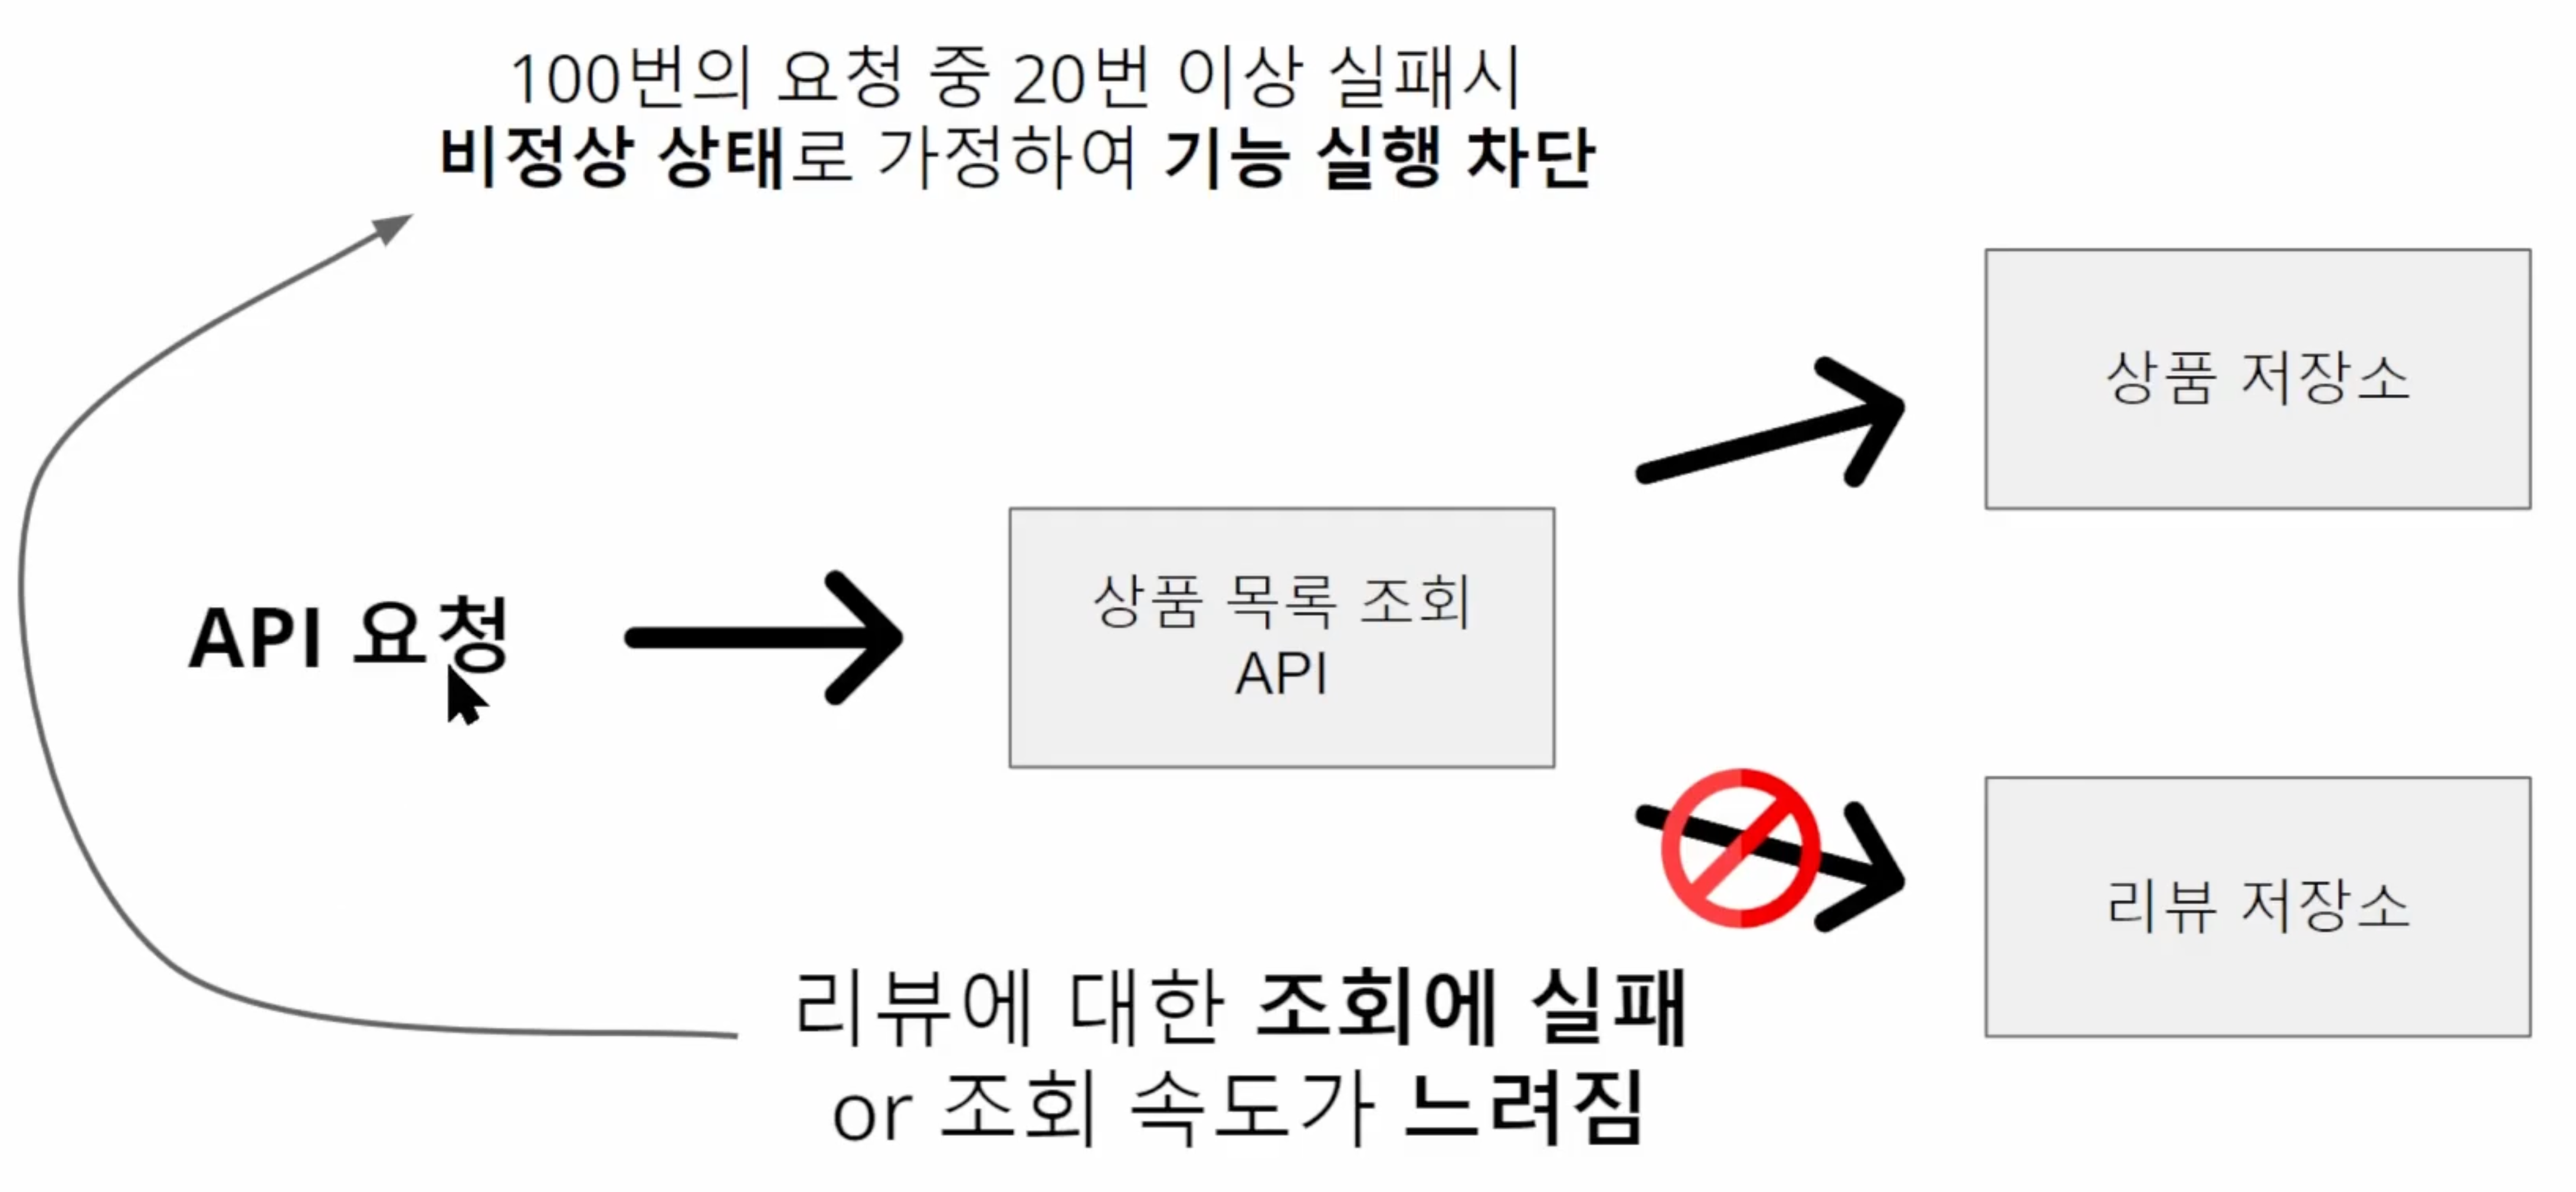 100번의 요청 중 20번 이상 실패시
비정상 상태로 가정하여 기능 실행 차단
상품 저장소
API 요청
상품 목록 조회
API
리뷰 저장소
리뷰에 대한 조회에 실패
or 조회 속도가 느려짐